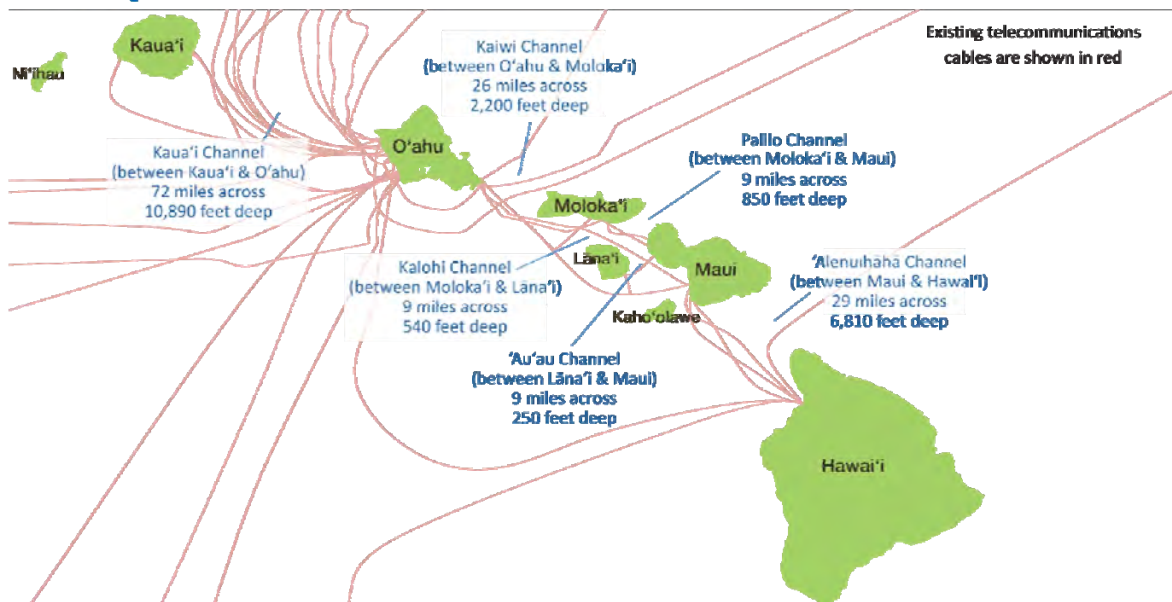 Existing telecommunications
cables are shown in red
Kaua‘i
Ni‘ihau
Kaiwi Channel
(between O‘ahu & Moloka‘i)
26 miles across
2,200 feet deep
O‘ahu
Kaua‘i Channel
(between Kaua‘i & O‘ahu)
72 miles across
10,890 feet deep
Paillo Channel
(between Moloka‘i & Maui)
9 miles across
850 feet deep
Moloka‘i
Lāna‘i
Maui
Kaho‘olawe
Kalohi Channel
(between Moloka‘i & Lāna‘i)
9 miles across
540 feet deep
‘Alenuihāhā Channel
(between Maui & Hawai‘i)
29 miles across
6,810 feet deep
‘Au‘au Channel
(between Lāna‘i & Maui)
9 miles across
250 feet deep
Hawai‘i